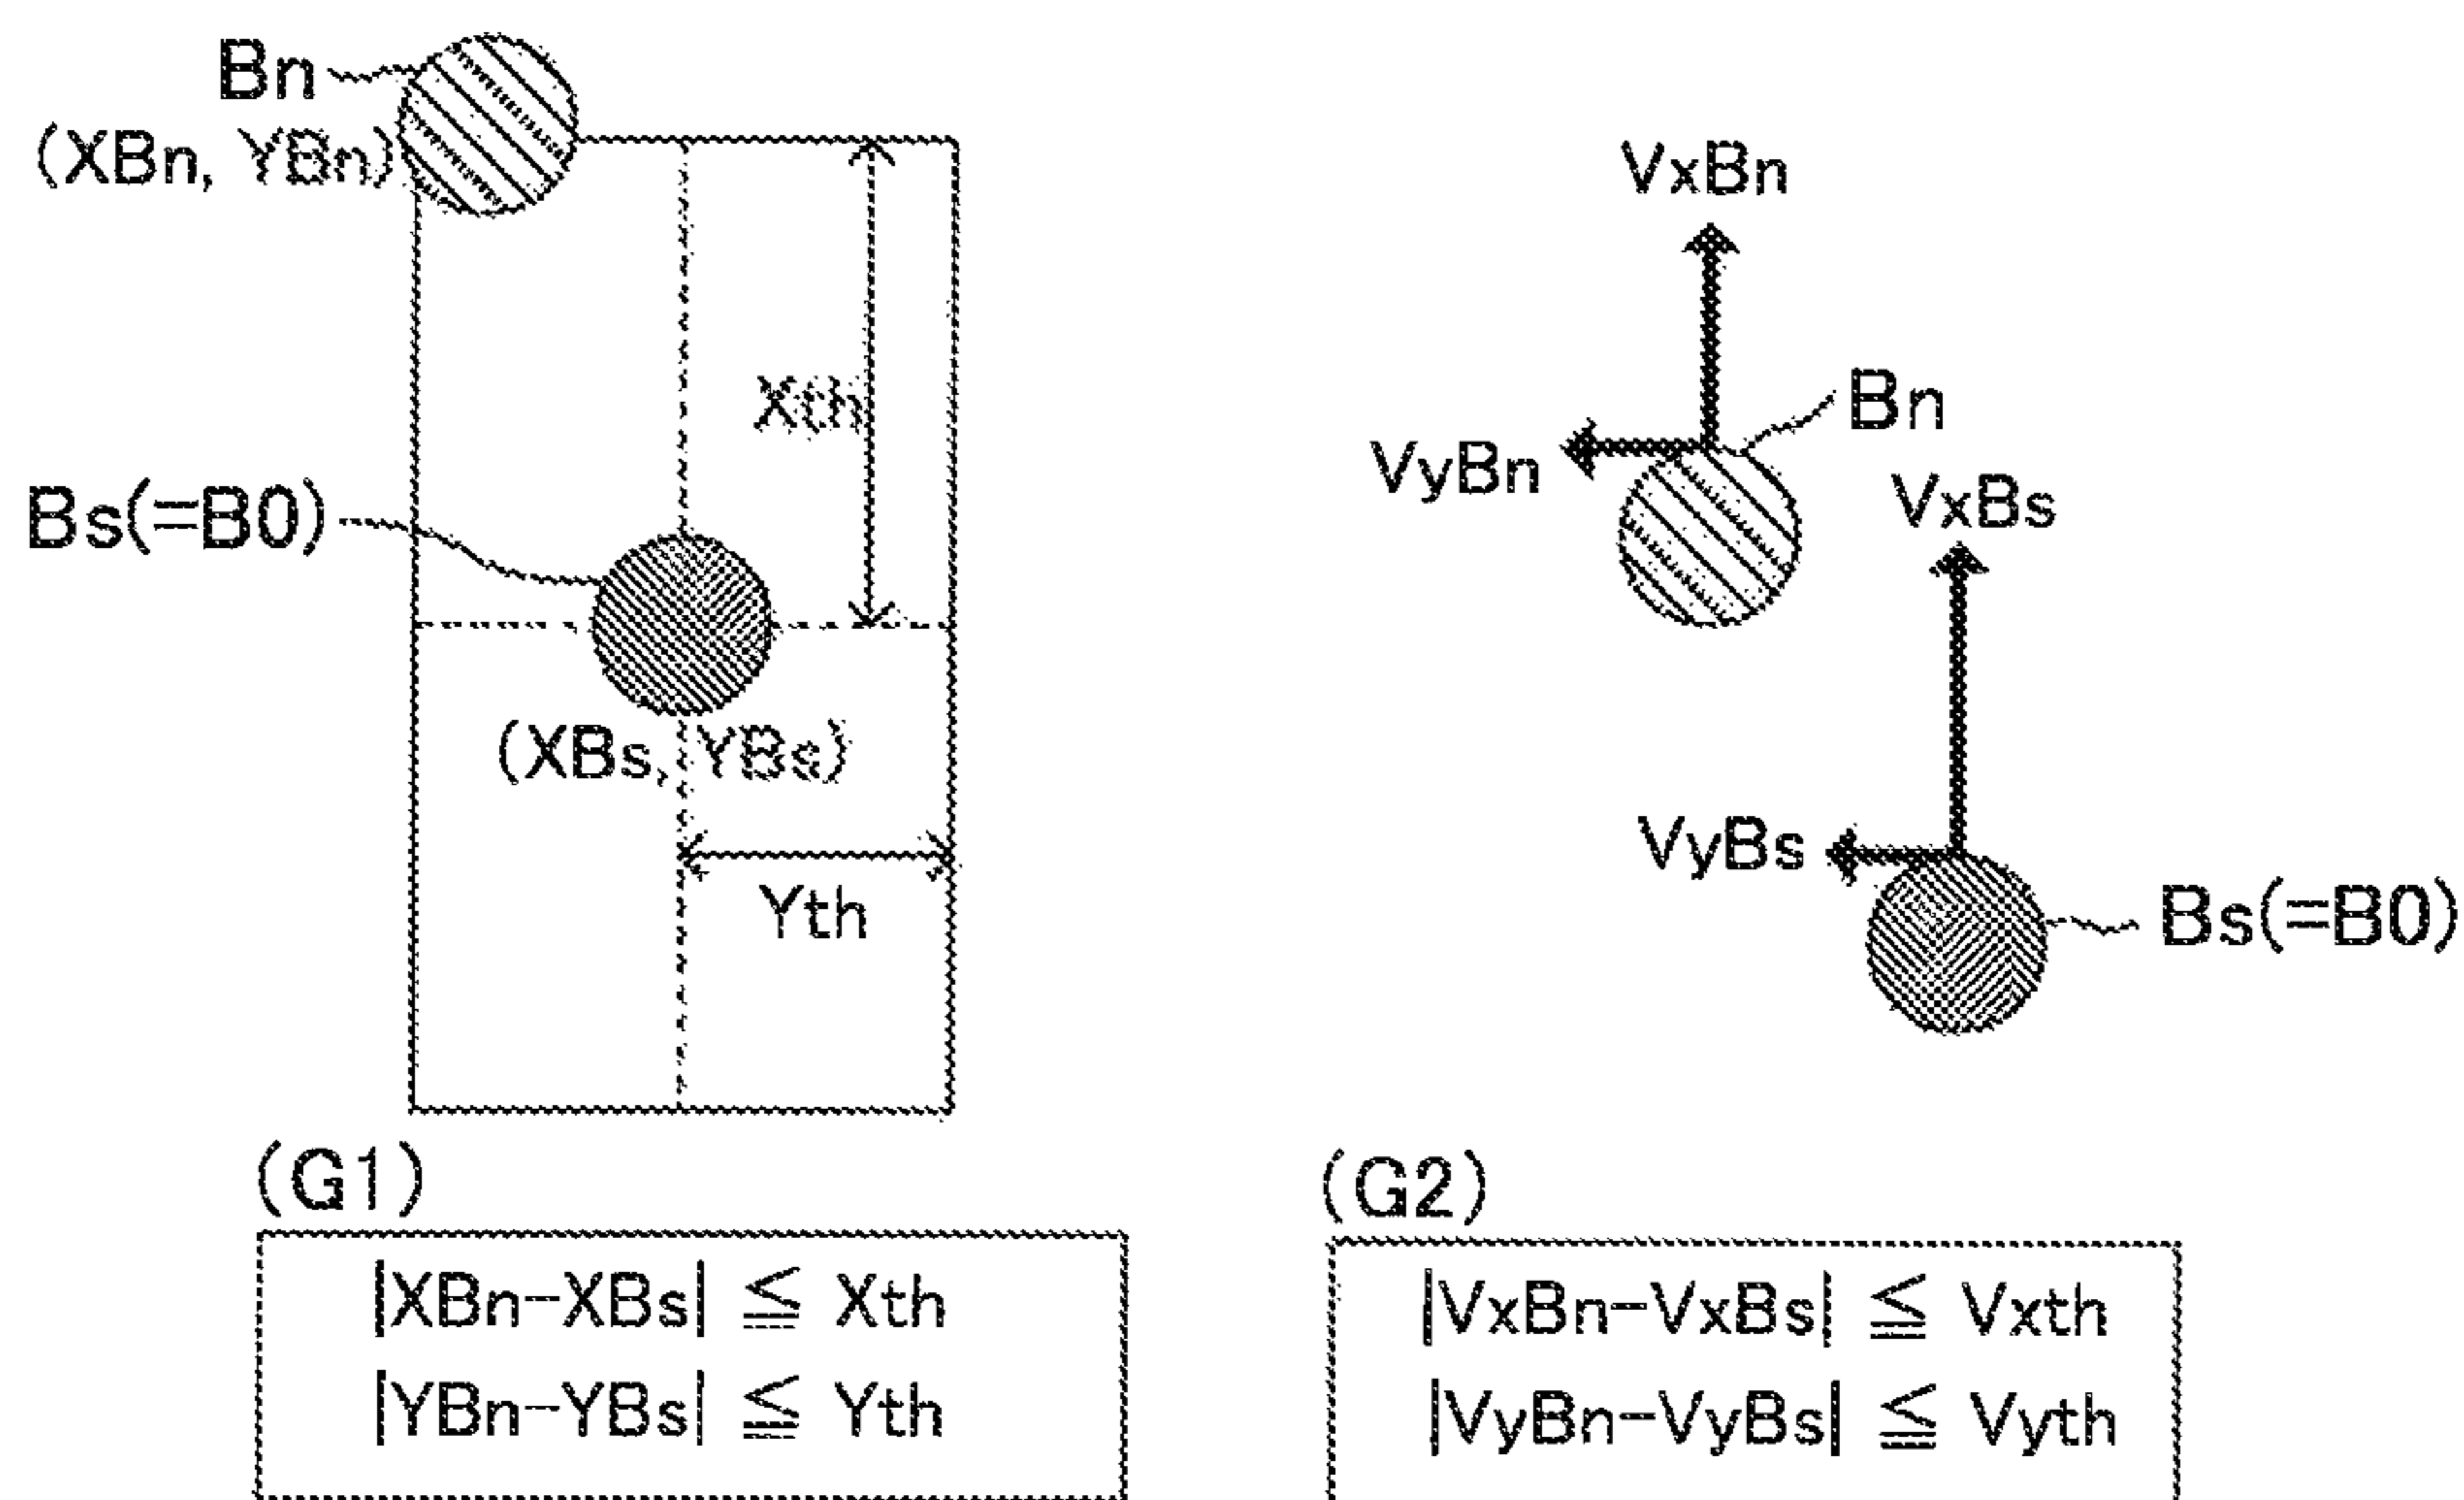 Bn
(XBn, YBn)
Xth
Bs(=B0)
(XBs, YBs)
Yth
VxBn
Bn
VyBn
VxBs
VyBs
Bs(=B0)
(G1)
|XBn-XBs| ≦ Xth
|YBn-YBs| ≦ Yth
(G2)
|VxBn-VxBs| ≦ Vxth
|VyBn-VyBs| ≦ Vyth